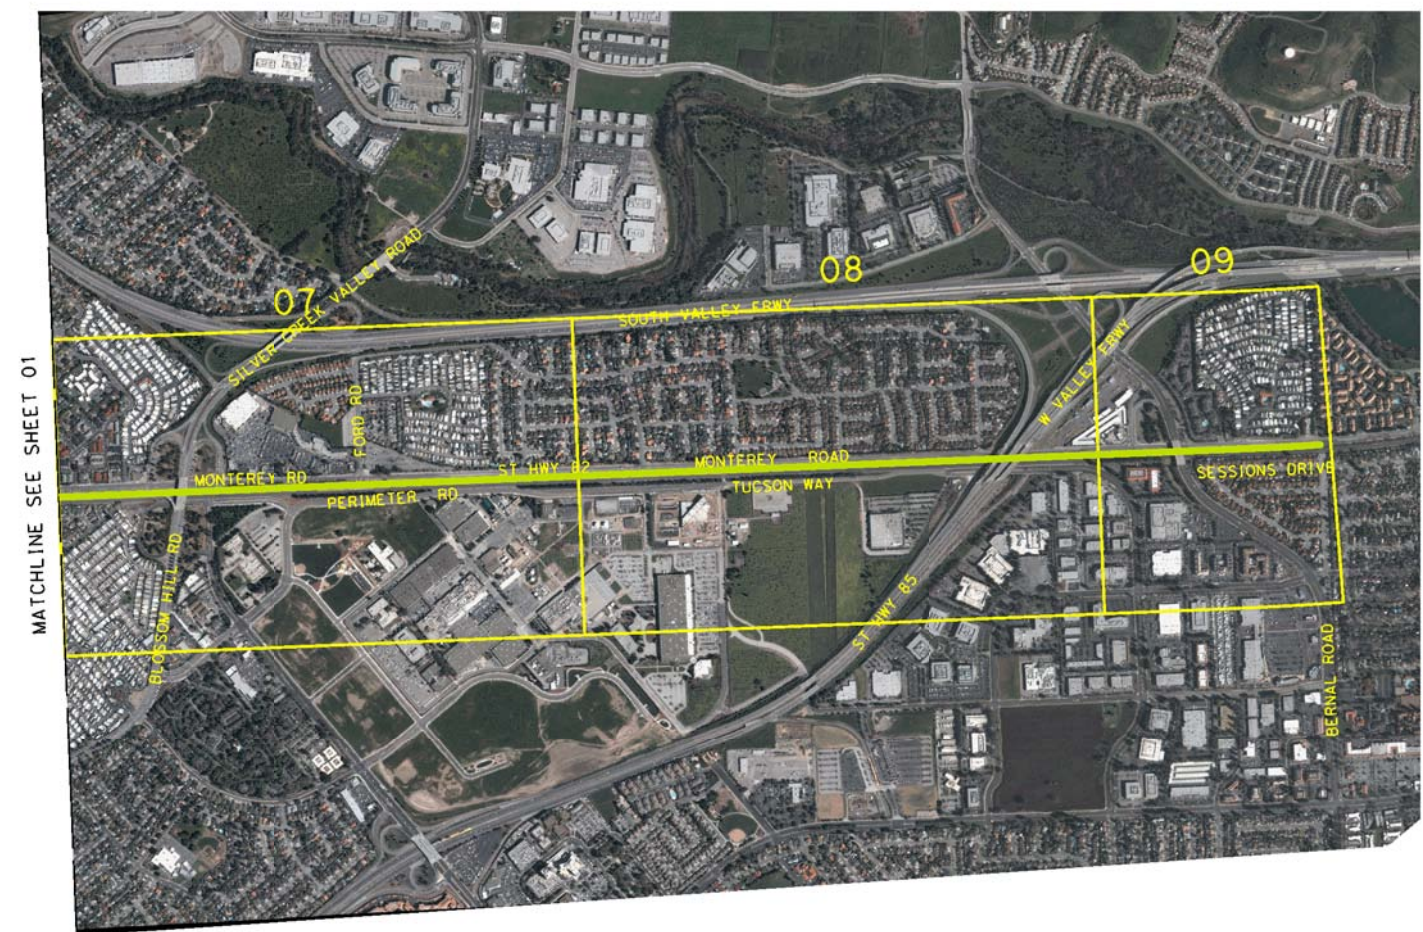 MATCHLINE SEE SHEET 01
07
08
09
SILVER CREEK VALLEY ROAD
SOUTH VALLEY FRWY
W VALLEY FRWY
FORD RD
MONTEREY RD
ST HWY 82
MONTEREY ROAD
PERIMETER RD
TUCSON WAY
SESSIONS DRIVE
BLOSSOM HILL RD
ST HWY 85
BERNAL ROAD